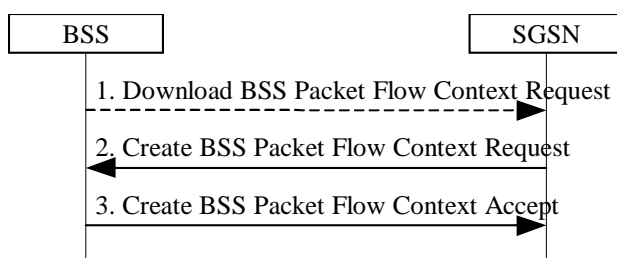 BSS
SGSN
1. Download BSS Packet Flow Context Request
2. Create BSS Packet Flow Context Request
3. Create BSS Packet Flow Context Accept